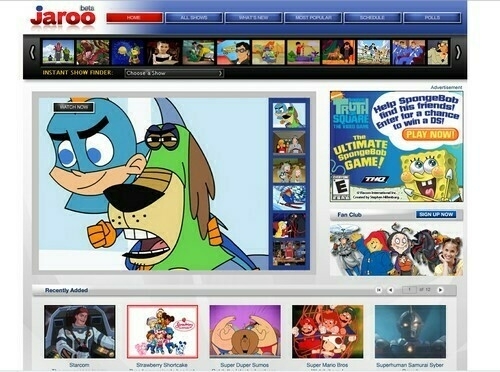 jaroo beta
HOME
ALL SHOWS
WHAT'S NEW
MOST POPULAR
SCHEDULE
POLLS
INSTANT SHOW FINDER:
Choose a Show
Advertisement
WATCH NOW
TRUTH
SQUARE
THE VIDEO GAME
Help SpongeBob
find his friends!
Enter for a chance
to win a DS!
PLAY NOW!
The
ULTIMATE
SpongeBob
GAME!
EVERYONE
E
THQ
Fan Club
SIGN UP NOW
Recently Added
1 of 10
Starcom
Strawberry Shortcake
Super Duper Sumos
Super Mario Bros
Superhuman Samurai Syber